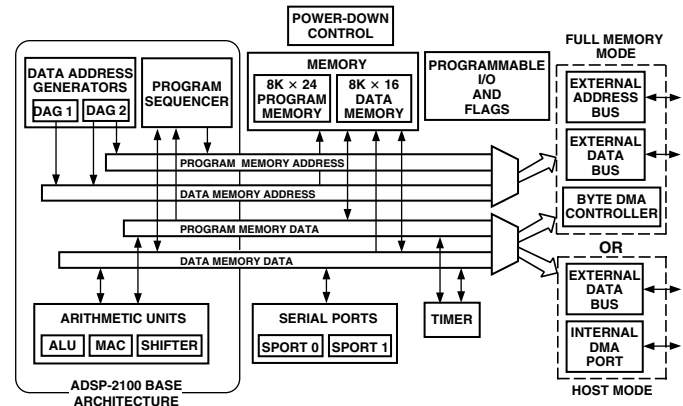 POWER-DOWN
CONTROL
FULL MEMORY
MODE
DATA ADDRESS
GENERATORS
DAG 1
DAG 2
PROGRAM
SEQUENCER
MEMORY
8K × 24
PROGRAM
MEMORY
8K × 16
DATA
MEMORY
PROGRAMMABLE
I/O
AND
FLAGS
EXTERNAL
ADDRESS
BUS
EXTERNAL
DATA
BUS
BYTE DMA
CONTROLLER
PROGRAM MEMORY ADDRESS
DATA MEMORY ADDRESS
PROGRAM MEMORY DATA
DATA MEMORY DATA
OR
EXTERNAL
DATA
BUS
INTERNAL
DMA
PORT
HOST MODE
ARITHMETIC UNITS
ALU
MAC
SHIFTER
SERIAL PORTS
SPORT 0
SPORT 1
TIMER
ADSP-2100 BASE
ARCHITECTURE